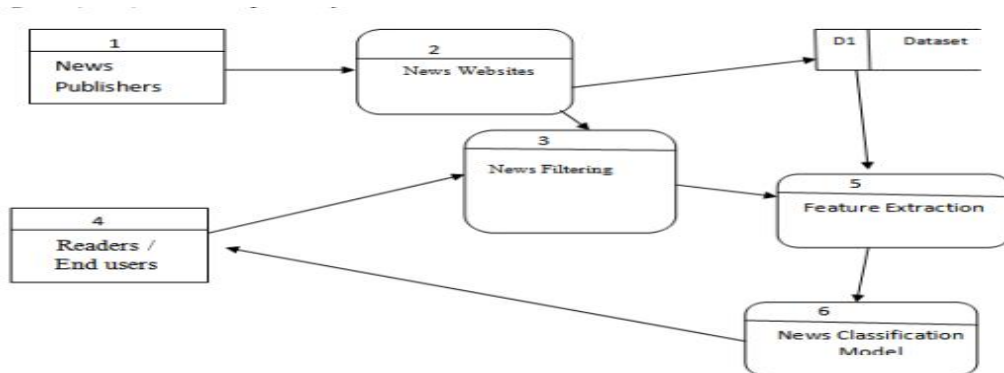 1
News
Publishers
2
News Websites
D1 Dataset
3
News Filtering
4
Readers /
End users
5
Feature Extraction
6
News Classification
Model